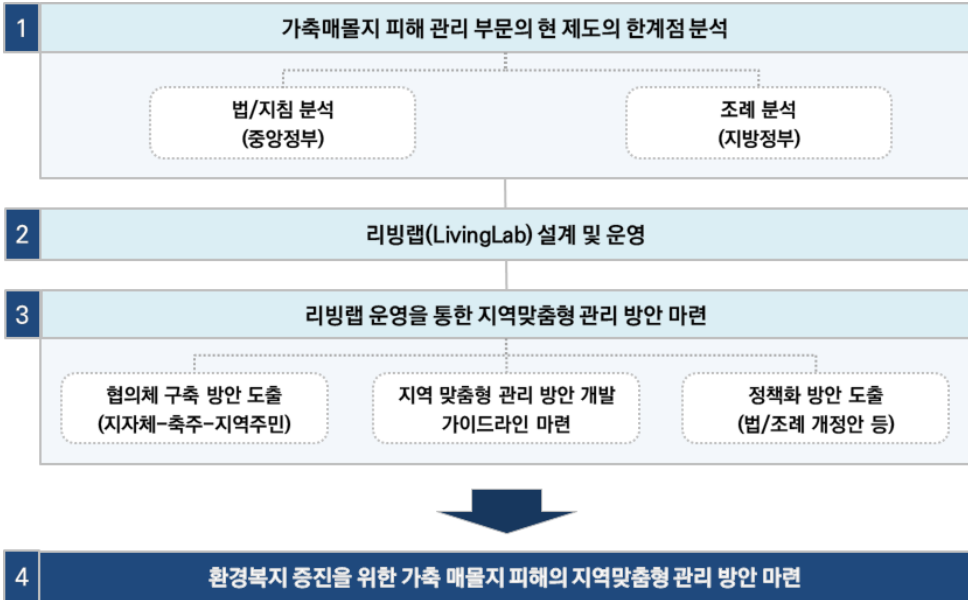 1
가축매몰지 피해 관리 부문의 현 제도의 한계점 분석
법/지침 분석
(중앙정부)
조례 분석
(지방정부)
2
리빙랩(LivingLab) 설계 및 운영
3
리빙랩 운영을 통한 지역맞춤형 관리 방안 마련
협의체 구축 방안 도출
(지자체-축주-지역주민)
지역 맞춤형 관리 방안 개발
가이드라인 마련
정책화 방안 도출
(법/조례 개정안 등)
4
환경복지 증진을 위한 가축 매몰지 피해의 지역맞춤형 관리 방안 마련